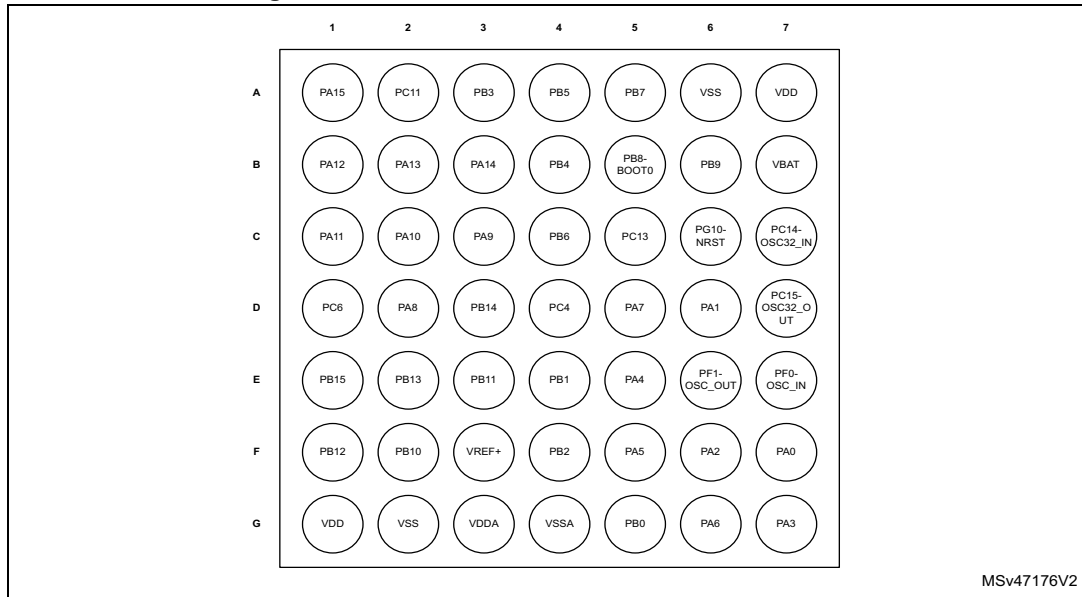 1 2 3 4 5 6 7
A PA15 PC11 PB3 PB5 PB7 VSS VDD
B PA12 PA13 PA14 PB4 PB8-
BOOT0 PB9 VBAT
C PA11 PA10 PA9 PB6 PC13 PG10-
NRST PC14-
OSC32_IN
D PC6 PA8 PB14 PC4 PA7 PA1 PC15-
OSC32_O
UT
E PB15 PB13 PB11 PB1 PA4 PF1-
OSC_OUT PF0-
OSC_IN
F PB12 PB10 VREF+ PB2 PA5 PA2 PA0
G VDD VSS VDDA VSSA PB0 PA6 PA3
MSv47176V2